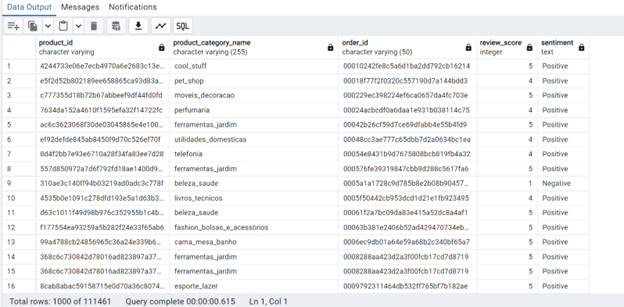 Data Output Messages Notifications
SQL
product_id product_category_name order_id review_score sentiment
character varying character varying (255) character varying (50) integer text
1 4244733e06e7ecb4970a6e2683c13e... cool_stuff 00010242fe8c5a6d1ba2dd792cb16214 5 Positive
2 e5f2d52b802189ee658865ca93d83a... pet_shop 00018f77f2f0320c557190d7a144bdd3 4 Positive
3 c777355d18b72b67abbeef9df44fd0fd moveis_decoracao 000229ec398224ef6ca0657da4fc703e 5 Positive
4 7634da152a4610f1595efa32f14722fc perfumaria 00024acbcdf0a6daa1e931b038114c75 4 Positive
5 ac6c3623068f30de03045865e4e100... ferramentas_jardim 00042b26cf59d7ce69dfabb4e55b4fd9 5 Positive
6 ef92defde845ab8450f9d70c526ef70f utilidades_domesticas 00048cc3ae777c65dbb7d2a0634bc1ea 4 Positive
7 8d4f2bb7e93e6710a28f34fa83ee7d28 telefonia 00054e8431b9d7675808bcb819fb4a32 4 Positive
8 557d850972a7d6f792fd18ae1400d9... ferramentas_jardim 000576fe39319847cbb9d288c5617fa6 5 Positive
9 310ae3c140ff94b03219ad0adc3c778f beleza_saude 0005a1a1728c9d785b8e2b08b90457... 1 Negative
10 4535b0e1091c278dfd193e5a1d63b3... livros_tecnicos 0005f50442cb953dcd1d21e1fb923495 4 Positive
11 d63c1011f49d98b976c352955b1c4b... beleza_saude 00061f2a7bc09da83e415a52dc8a4af1 5 Positive
12 f177554ea93259a5b282f24e33f65ab6 fashion_bolsas_e_acessorios 00063b381e2406b52ad429470734eb... 5 Positive
13 99a4788cb24856965c36a24e339b6... cama_mesa_banho 0006ec9db01a64e59a68b2c340bf65a7 5 Positive
14 368c6c730842d78016ad823897a37... ferramentas_jardim 0008288aa423d2a3f00fcb17cd7d8719 5 Positive
15 368c6c730842d78016ad823897a37... ferramentas_jardim 0008288aa423d2a3f00fcb17cd7d8719 5 Positive
16 8cab8abac59158715e0d70a36c8074... esporte_lazer 0009792311464db532ff765bf7b182ae 5 Positive
Total rows: 1000 of 111461 Query complete 00:00:00.615 Ln 1, Col 1